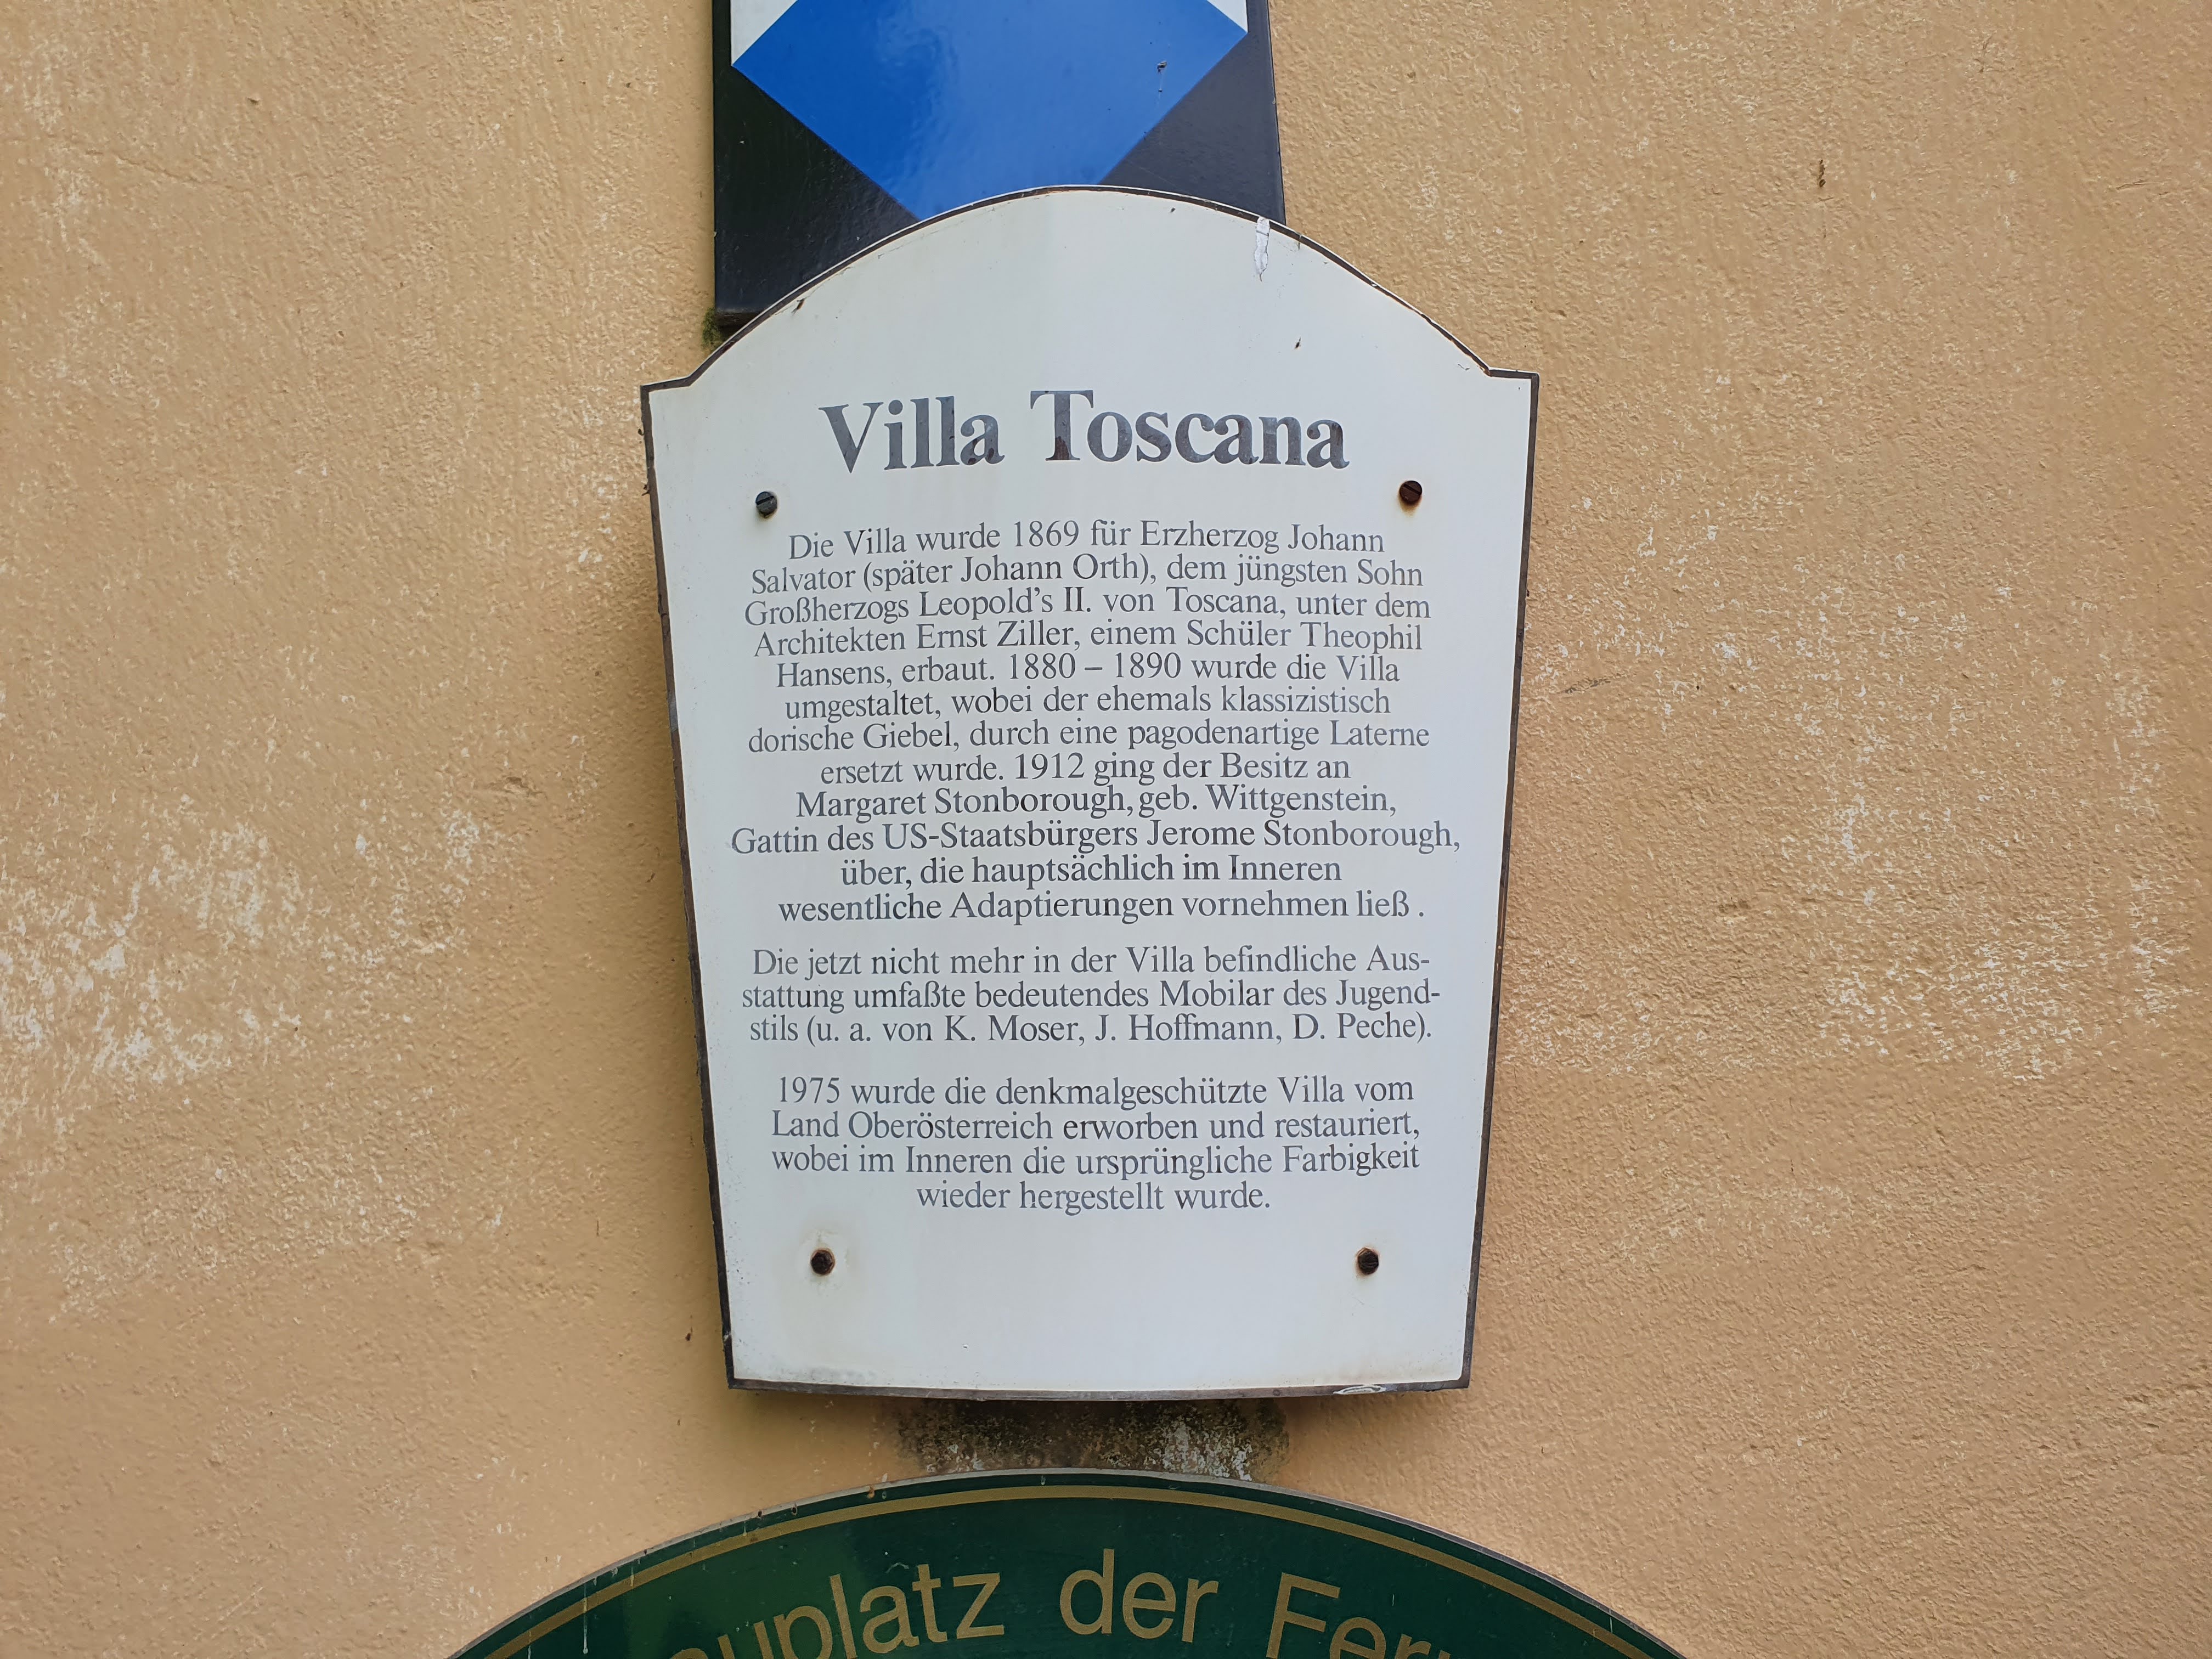 Villa Toscana
Die Villa wurde 1869 für Erzherzog Johann
Salvator (später Johann Orth), dem jüngsten Sohn
Großherzogs Leopold's II. von Toscana, unter dem
Architekten Ernst Ziller, einem Schüler Theophil
Hansens, erbaut. 1880 – 1890 wurde die Villa
umgestaltet, wobei der ehemals klassizistisch
dorische Giebel, durch eine pagodenartige Laterne
ersetzt wurde. 1912 ging der Besitz an
Margaret Stonborough, geb. Wittgenstein,
Gattin des US-Staatsbürgers Jerome Stonborough,
über, die hauptsächlich im Inneren
wesentliche Adaptierungen vornehmen ließ .
Die jetzt nicht mehr in der Villa befindliche Aus-
stattung umfaßte bedeutendes Mobilar des Jugend-
stils (u. a. von K. Moser, J. Hoffmann, D. Peche).
1975 wurde die denkmalgeschützte Villa vom
Land Oberösterreich erworben und restauriert,
wobei im Inneren die ursprüngliche Farbigkeit
wieder hergestellt wurde.
der